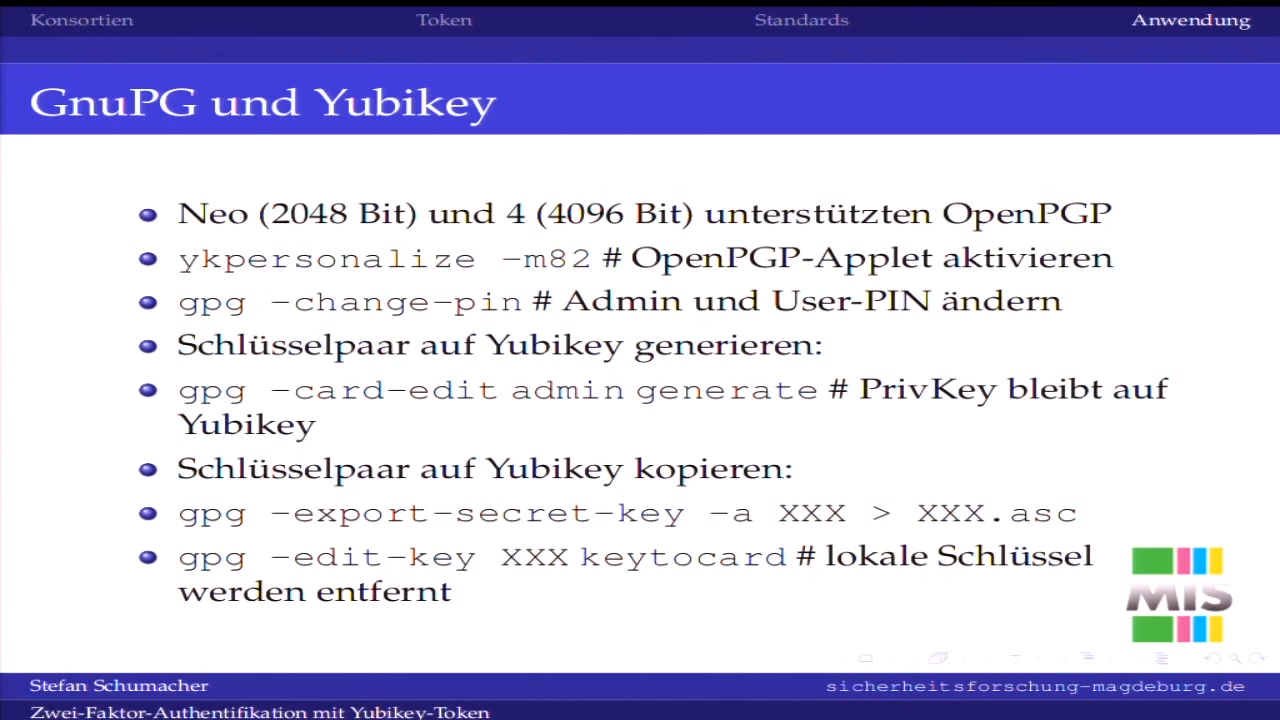 Konsortien Token Standards Anwendung
GnuPG und Yubikey
Neo (2048 Bit) und 4 (4096 Bit) unterstützten OpenPGP
ykpersonalize -m82 # OpenPGP-Applet aktivieren
gpg -change-pin # Admin und User-PIN ändern
Schlüsselpaar auf Yubikey generieren:
gpg -card-edit admin generate # PrivKey bleibt auf
Yubikey
Schlüsselpaar auf Yubikey kopieren:
gpg -export-secret-key -a XXX > XXX.asc
gpg -edit-key XXX keytocard # lokale Schlüssel
werden entfernt
MIS
Stefan Schumacher sicherheitsforschung-magdeburg.de
Zwei-Faktor-Authentifikation mit Yubikey-Token